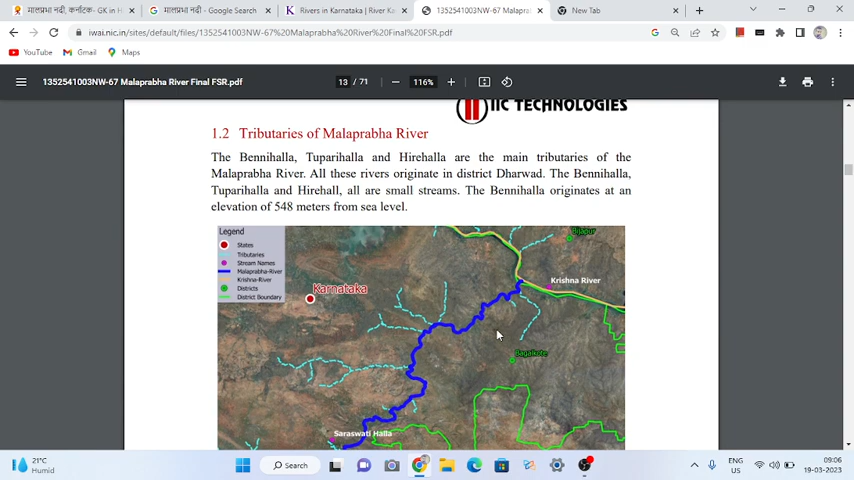 मालप्रभा नदी, कर्नाटक- GK in H
मालप्रभा नदी - Google Search
Rivers in Karnataka | River Ka
1352541003NW-67 Malapra
New Tab
iwai.nic.in/sites/default/files/1352541003NW-67%20Malaprabha%20River%20Final%20FSR.pdf
YouTube
Gmail
Maps
1352541003NW-67 Malaprabha River Final FSR.pdf
13 / 71
116%
IIC TECHNOLOGIES
1.2 Tributaries of Malaprabha River
The Bennihalla, Tuparihalla and Hirehalla are the main tributaries of the
Malaprabha River. All these rivers originate in district Dharwad. The Bennihalla,
Tuparihalla and Hirehall, all are small streams. The Bennihalla originates at an
elevation of 548 meters from sea level.
Legend
States
Tributaries
Stream Names
Malaprabha-River
Krishna-River
Districts
District Boundary
Bijapur
Krishna River
Karnataka
Bagalkote
Saraswati Halla
21°C
Humid
Search
ENG
US
09:06
19-03-2023